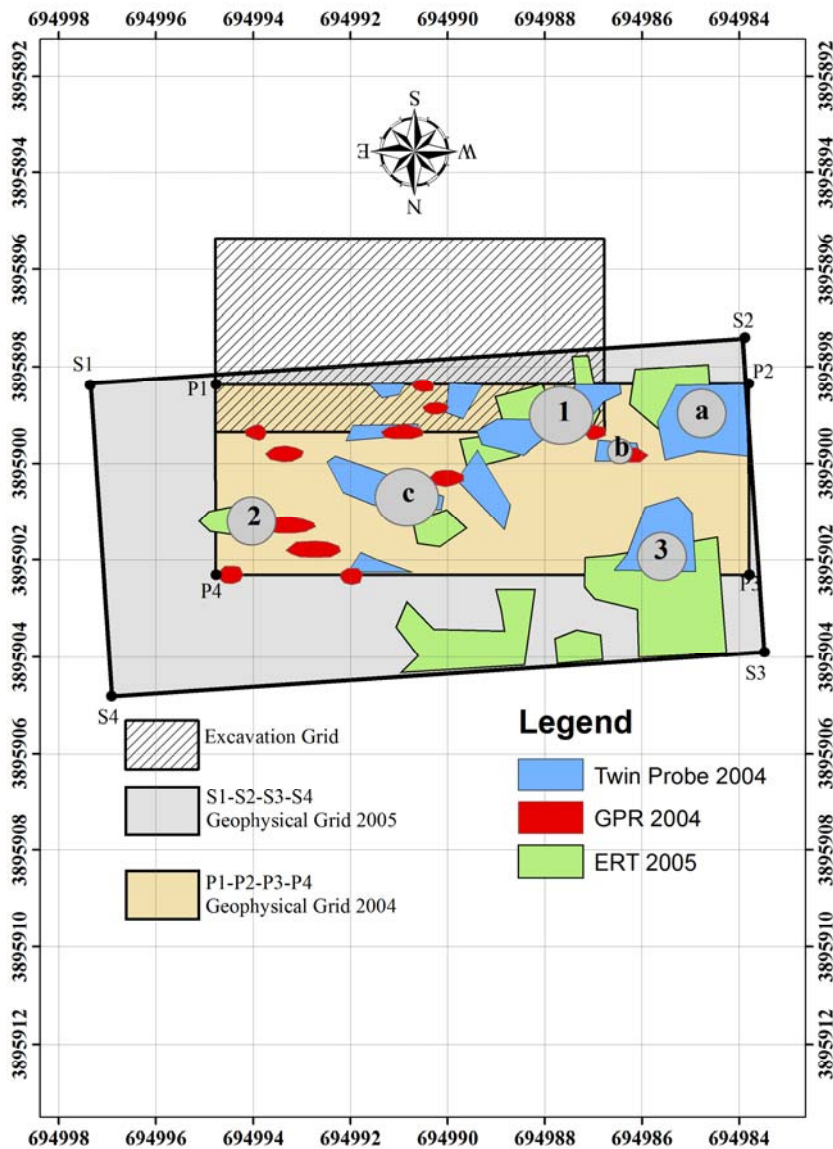 694998 694996 694994 694992 694990 694988 694986 694984
3895892 3895892
S
E W
N
3895894 3895894
3895896 3895896
S2
3895898 3895898
S1 P1 P2
1 a
b
3895900 3895900
c
2
3
3895902 3895902
P4 P3
3895904 3895904
S3
S4
3895906 3895906
Legend
Excavation Grid
Twin Probe 2004
S1-S2-S3-S4
Geophysical Grid 2005
GPR 2004
3895908 3895908
ERT 2005
P1-P2-P3-P4
Geophysical Grid 2004
3895910 3895910
3895912 3895912
694998 694996 694994 694992 694990 694988 694986 694984